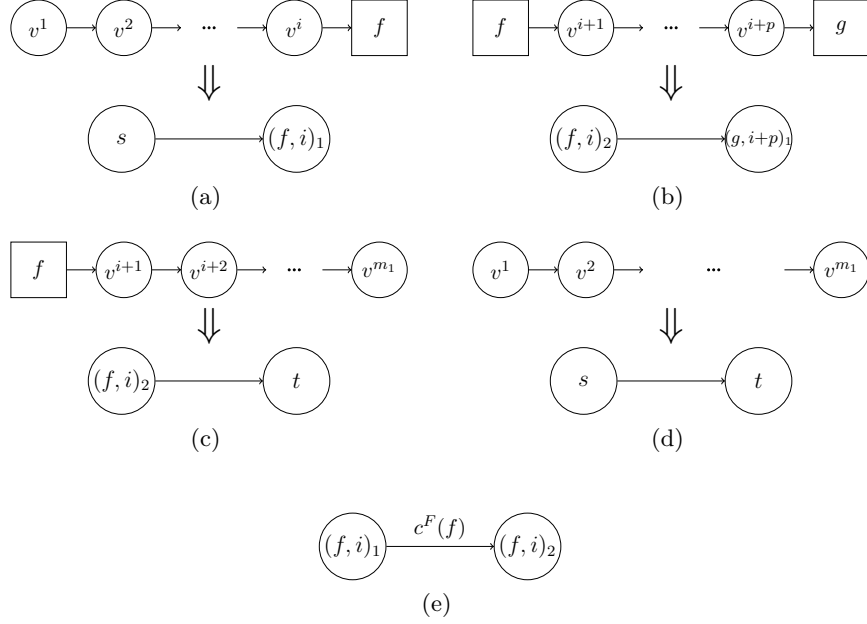 v^1 v^2 ... v^i f
⇓
s (f, i)_1
(a)
f v^{i+1} ... v^{i+p} g
⇓
(f, i)_2 (g, i+p)_1
(b)
f v^{i+1} v^{i+2} ... v^{m_1}
⇓
(f, i)_2 t
(c)
v^1 v^2 ... v^{m_1}
⇓
s t
(d)
c^F(f)
(f, i)_1 (f, i)_2
(e)